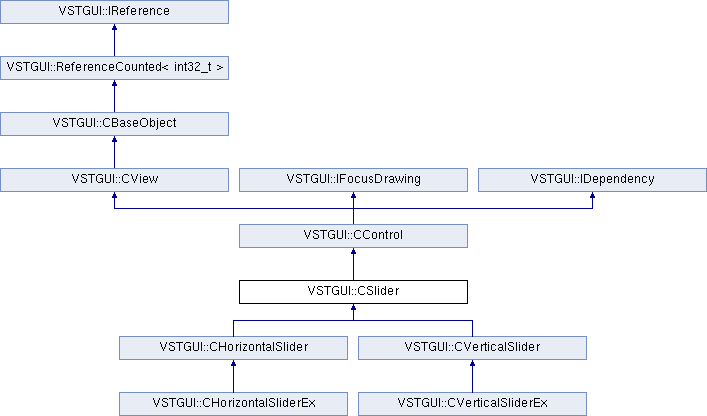 VSTGUI::IReference
VSTGUI::ReferenceCounted< int32_t >
VSTGUI::CBaseObject
VSTGUI::CView
VSTGUI::IFocusDrawing
VSTGUI::IDependency
VSTGUI::CControl
VSTGUI::CSlider
VSTGUI::CHorizontalSlider
VSTGUI::CVerticalSlider
VSTGUI::CHorizontalSliderEx
VSTGUI::CVerticalSliderEx